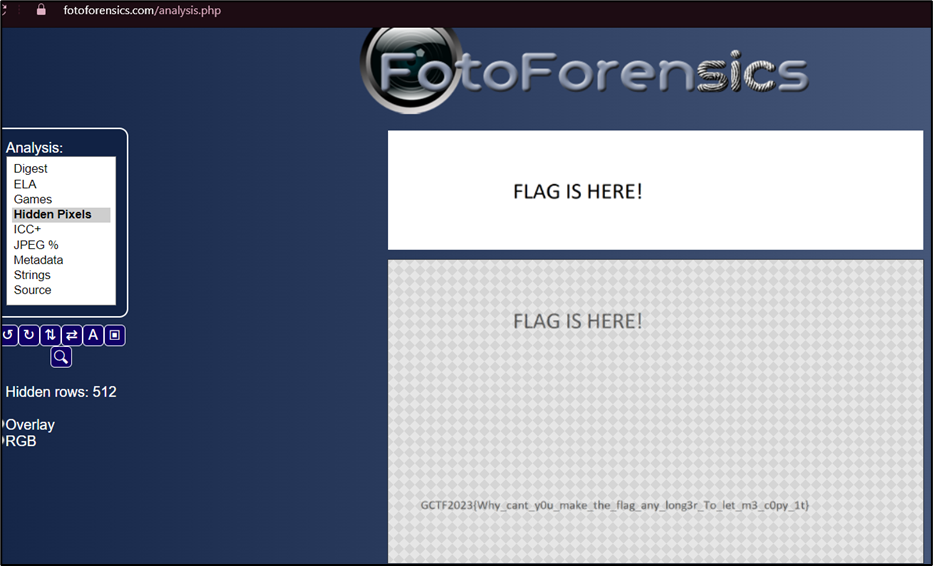 fotoforensics.com/analysis.php
FotoForensics
Analysis:
Digest
ELA
Games
Hidden Pixels
ICC+
JPEG %
Metadata
Strings
Source
A
Hidden rows: 512
Overlay
RGB
FLAG IS HERE!
FLAG IS HERE!
GCTF2023{Why_cant_y0u_make_the_flag_any_long3r_To_let_m3_c0py_1t}